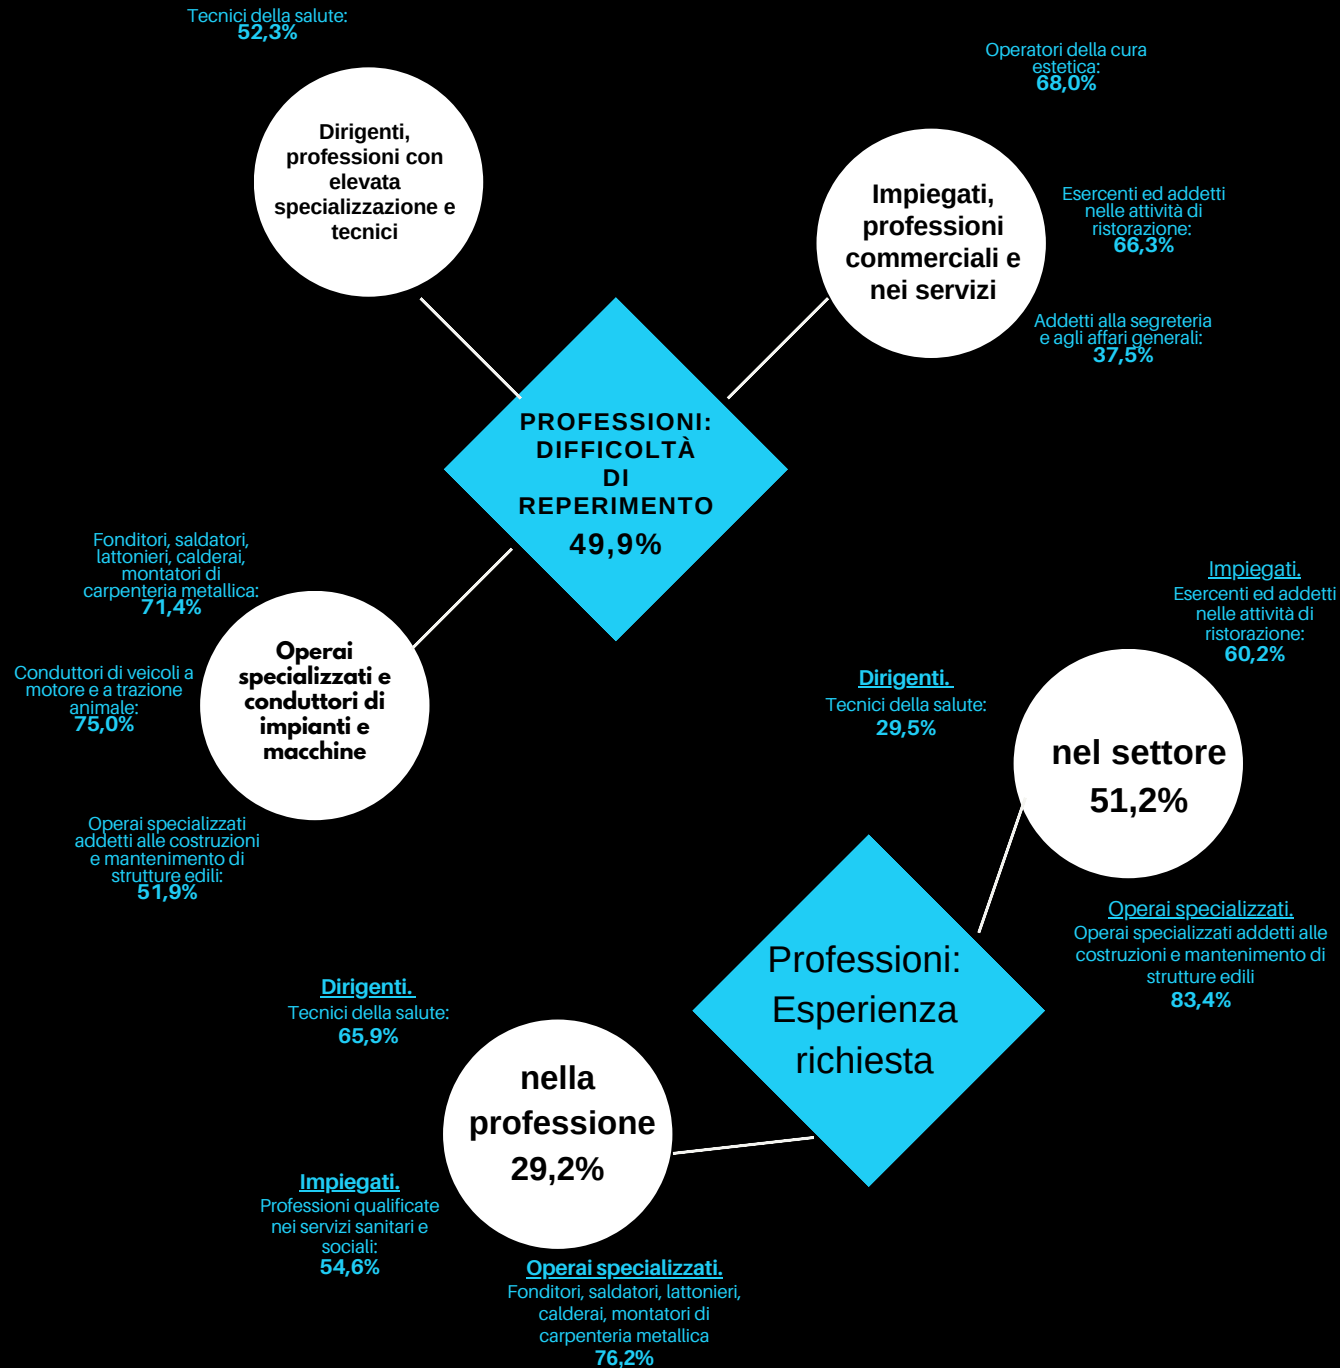 Tecnici della salute:
52,3%
Dirigenti,
professioni con
elevata
specializzazione e
tecnici
Operatori della cura
estetica:
68,0%
Impiegati,
professioni
commerciali e
nei servizi
Esercenti ed addetti
nelle attività di
ristorazione:
66,3%
Addetti alla segreteria
e agli affari generali:
37,5%
PROFESSIONI:
DIFFICOLTÀ
DI
REPERIMENTO
49,9%
Fonditori, saldatori,
lattonieri, calderai,
montatori di
carpenteria metallica:
71,4%
Operai
specializzati e
conduttori di
impianti e
macchine
Conduttori di veicoli a
motore e a trazione
animale:
75,0%
Operai specializzati
addetti alle costruzioni
e mantenimento di
strutture edili:
51,9%
Impiegati.
Esercenti ed addetti
nelle attività di
ristorazione:
60,2%
Dirigenti.
Tecnici della salute:
29,5%
nel settore
51,2%
Operai specializzati.
Operai specializzati addetti alle
costruzioni e mantenimento di
strutture edili
83,4%
Professioni:
Esperienza
richiesta
Dirigenti.
Tecnici della salute:
65,9%
nella
professione
29,2%
Impiegati.
Professioni qualificate
nei servizi sanitari e
sociali:
54,6%
Operai specializzati.
Fonditori, saldatori, lattonieri,
calderai, montatori di
carpenteria metallica
76,2%